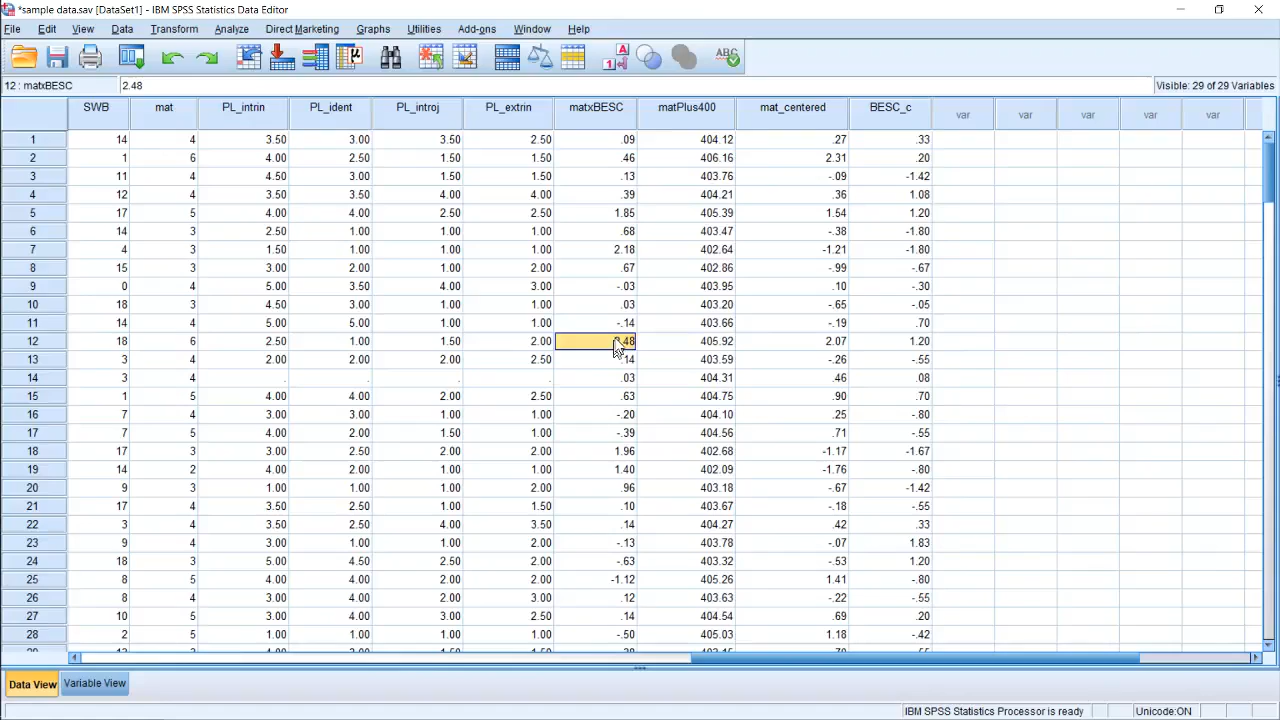 *sample data.sav [DataSet1] - IBM SPSS Statistics Data Editor
File Edit View Data Transform Analyze Direct Marketing Graphs Utilities Add-ons Window Help
12 : matxBESC 2.48 Visible: 29 of 29 Variables
SWB mat PL_intrin PL_ident PL_introj PL_extrin matxBESC matPlus400 mat_centered BESC_c var var var var var
1 14 4 3.50 3.00 3.50 2.50 .09 404.12 .27 .33
2 1 6 4.00 2.50 1.50 1.50 .46 406.16 2.31 .20
3 11 4 4.50 3.00 1.50 1.50 .13 403.76 -.09 -1.42
4 12 4 3.50 3.50 4.00 4.00 .39 404.21 .36 1.08
5 17 5 4.00 4.00 2.50 2.50 1.85 405.39 1.54 1.20
6 14 3 2.50 1.00 1.00 1.00 .68 403.47 -.38 -1.80
7 4 3 1.50 1.00 1.00 1.00 2.18 402.64 -1.21 -1.80
8 15 3 3.00 2.00 1.00 2.00 .67 402.86 -.99 -.67
9 0 4 5.00 3.50 4.00 3.00 -.03 403.95 .10 -.30
10 18 3 4.50 3.00 1.00 1.00 .03 403.20 -.65 -.05
11 14 4 5.00 5.00 1.00 1.00 -.14 403.66 -.19 .70
12 18 6 2.50 1.00 1.50 2.00 .48 405.92 2.07 1.20
13 3 4 2.00 2.00 2.00 2.50 14 403.59 -.26 -.55
14 3 4 . . . . .03 404.31 .46 .08
15 1 5 4.00 4.00 2.00 2.50 .63 404.75 .90 .70
16 7 4 3.00 3.00 1.00 1.00 -.20 404.10 .25 -.80
17 7 5 4.00 2.00 1.50 1.00 -.39 404.56 .71 -.55
18 17 3 3.00 2.50 2.00 2.00 1.96 402.68 -1.17 -1.67
19 14 2 4.00 2.00 1.00 1.00 1.40 402.09 -1.76 -.80
20 9 3 1.00 1.00 1.00 2.00 .96 403.18 -.67 -1.42
21 17 4 3.50 2.50 1.00 1.50 .10 403.67 -.18 -.55
22 3 4 3.50 2.50 4.00 3.50 .14 404.27 .42 .33
23 9 4 3.00 1.00 1.00 2.00 -.13 403.78 -.07 1.83
24 18 3 5.00 4.50 2.50 2.00 -.63 403.32 -.53 1.20
25 8 5 4.00 4.00 2.00 2.00 -1.12 405.26 1.41 -.80
26 8 4 3.00 4.00 2.00 3.00 .12 403.63 -.22 -.55
27 10 5 4.00 3.00 3.00 2.50 .14 404.54 .69 .20
28 2 5 1.00 1.00 1.00 1.00 -.50 405.03 1.18 -.42
Data View Variable View
IBM SPSS Statistics Processor is ready Unicode:ON